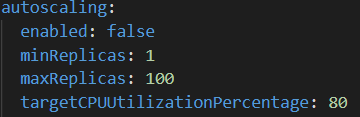 autoscaling:
  enabled: false
  minReplicas: 1
  maxReplicas: 100
  targetCPUUtilizationPercentage: 80